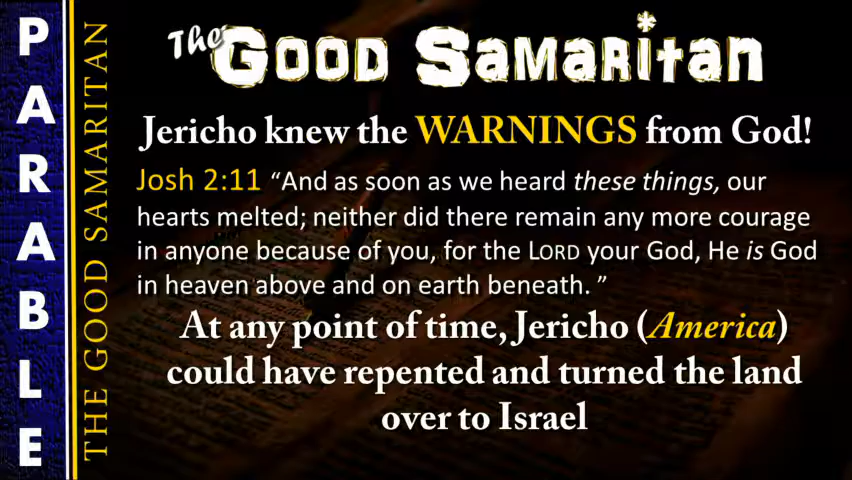 PARABLE
THE GOOD SAMARITAN
The GOOD SAMARITAN
Jericho knew the WARNINGS from God!
Josh 2:11 “And as soon as we heard these things, our
hearts melted; neither did there remain any more courage
in anyone because of you, for the LORD your God, He is God
in heaven above and on earth beneath. ”
At any point of time, Jericho (America)
could have repented and turned the land
over to Israel